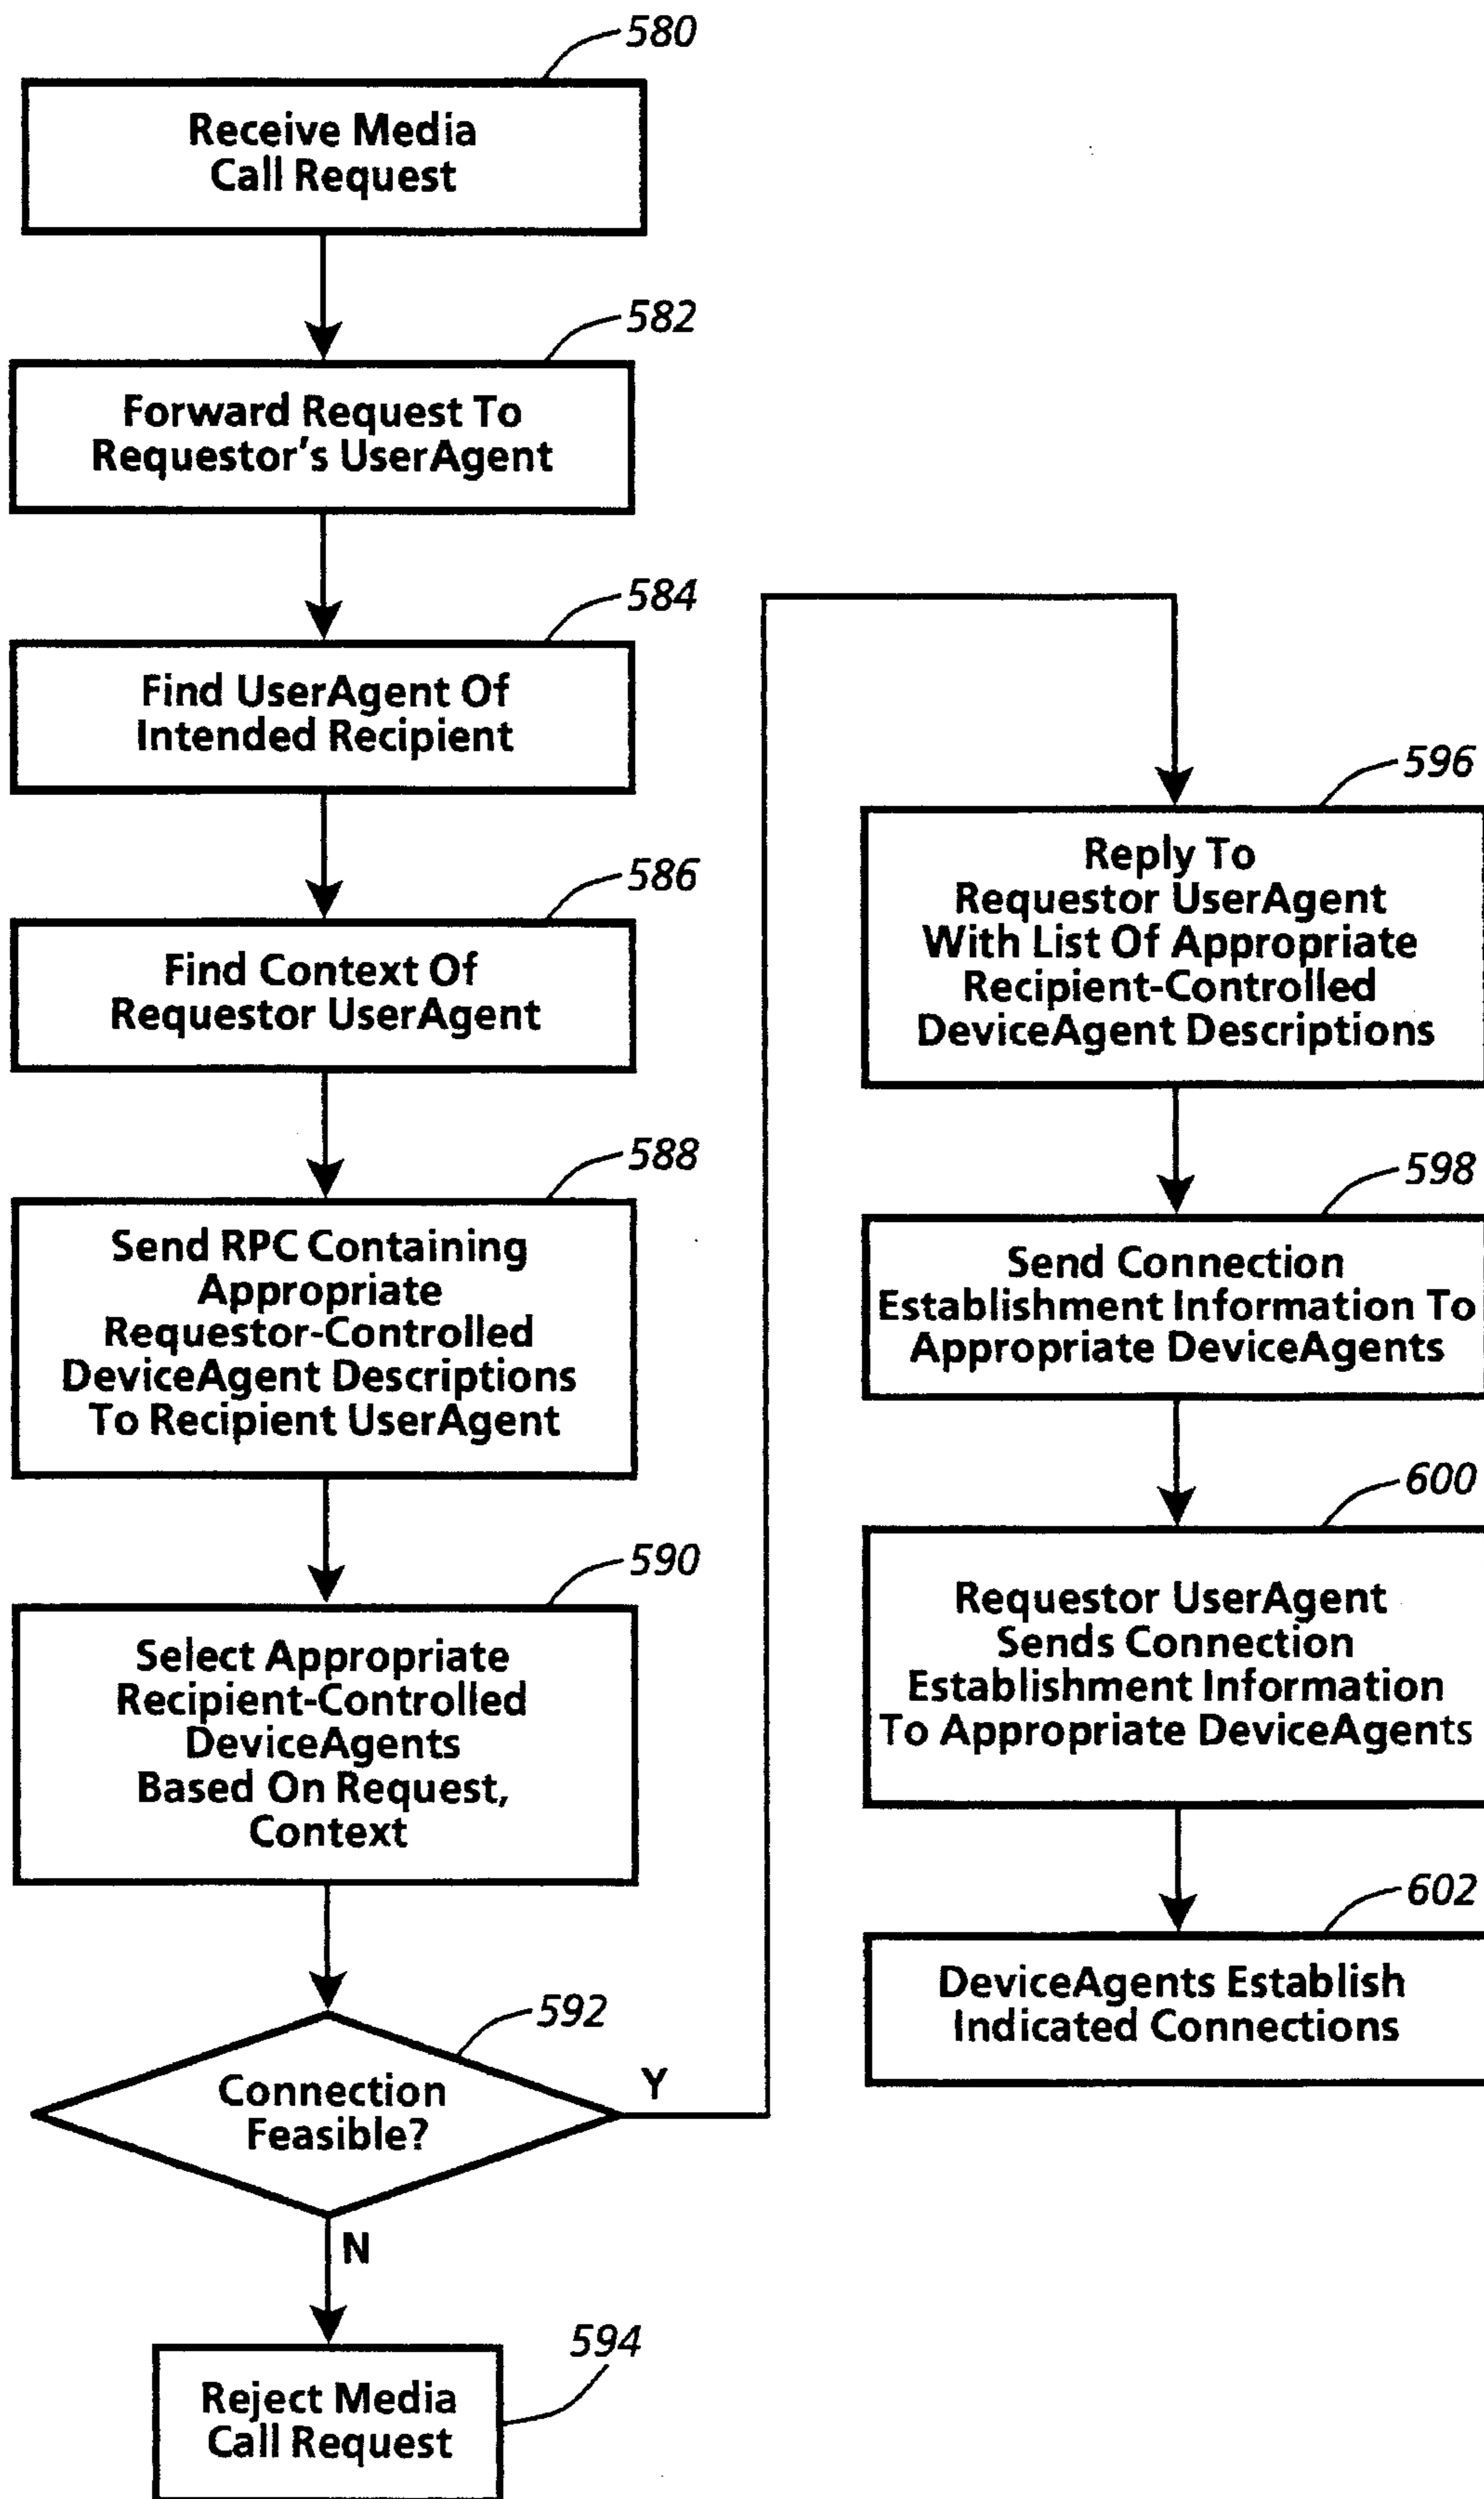 580
Receive Media
Call Request
582
Forward Request To
Requestor's UserAgent
584
Find UserAgent Of
Intended Recipient
586
Find Context Of
Requestor UserAgent
588
Send RPC Containing
Appropriate
Requestor-Controlled
DeviceAgent Descriptions
To Recipient UserAgent
590
Select Appropriate
Recipient-Controlled
DeviceAgents
Based On Request,
Context
592
Connection
Feasible?
Y
N
594
Reject Media
Call Request
596
Reply To
Requestor UserAgent
With List Of Appropriate
Recipient-Controlled
DeviceAgent Descriptions
598
Send Connection
Establishment Information To
Appropriate DeviceAgents
600
Requestor UserAgent
Sends Connection
Establishment Information
To Appropriate DeviceAgents
602
DeviceAgents Establish
Indicated Connections